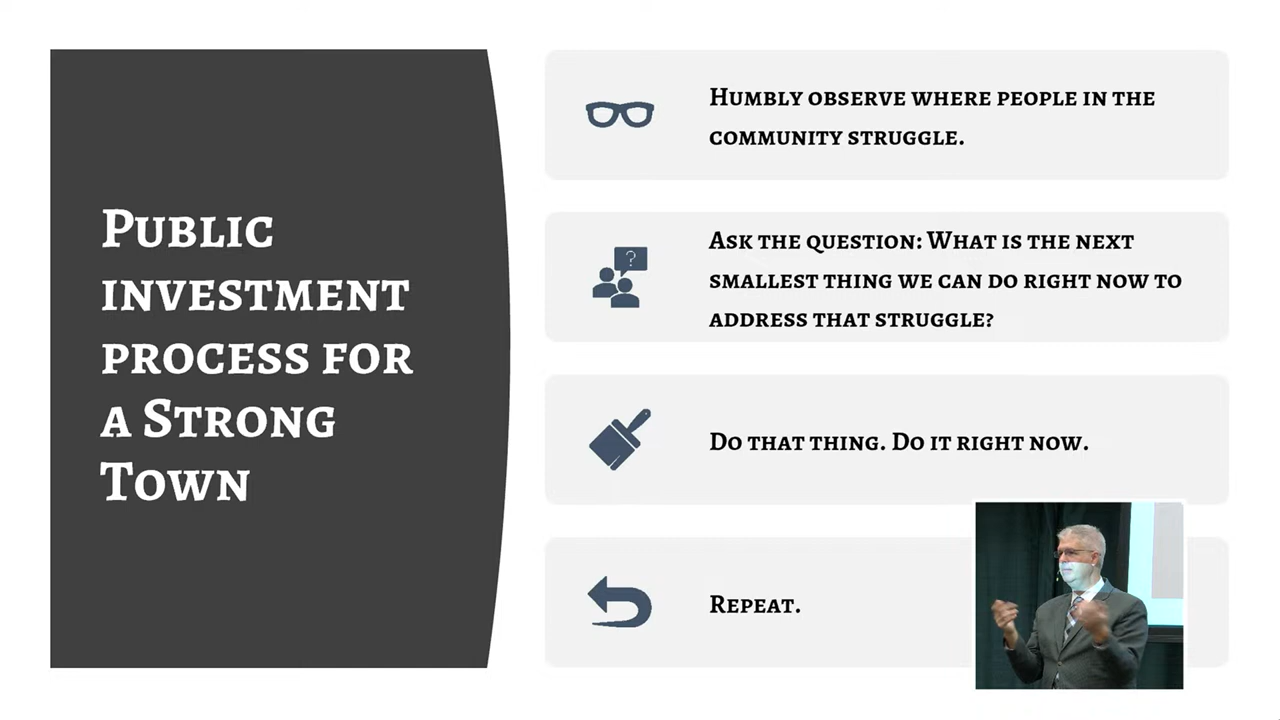 Public
investment
process for
a Strong
Town
Humbly observe where people in the
community struggle.
?
Ask the question: What is the next
smallest thing we can do right now to
address that struggle?
Do that thing. Do it right now.
Repeat.